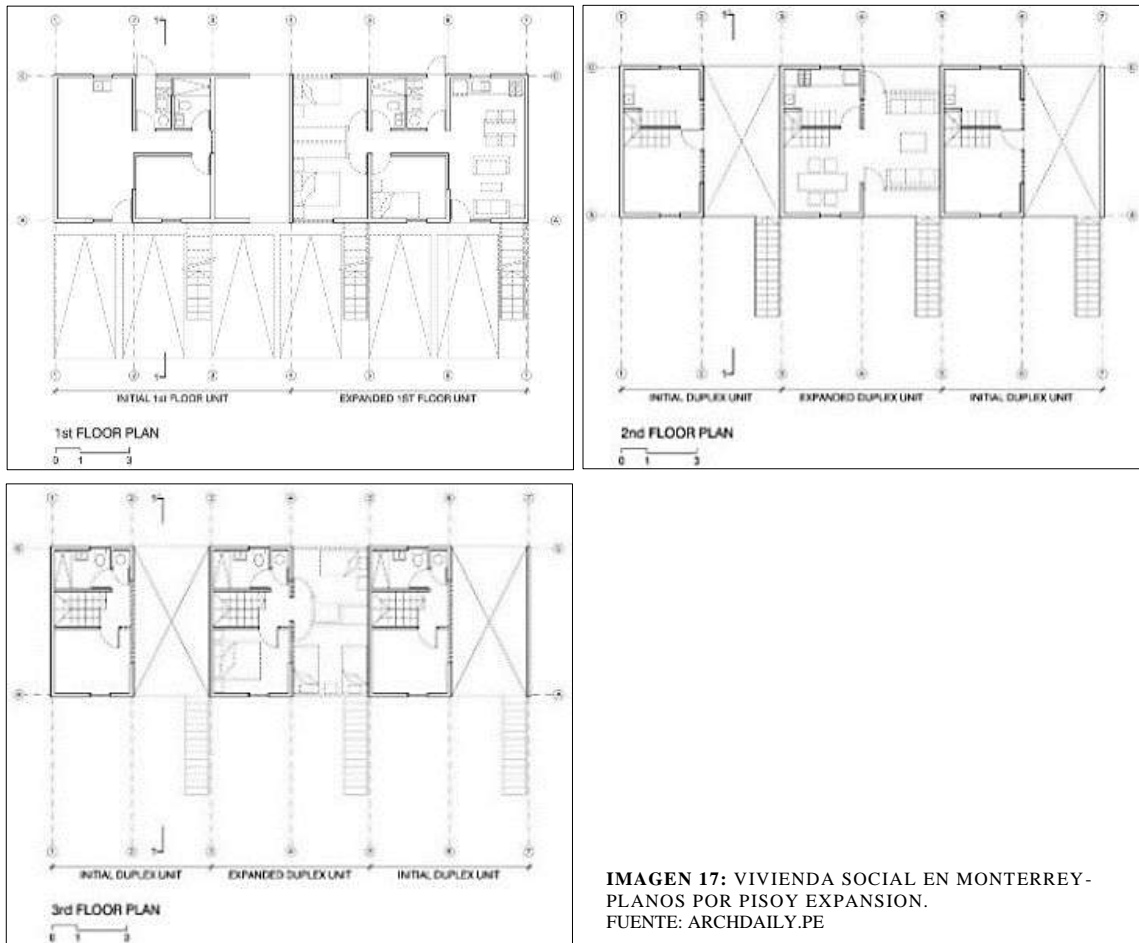 INITIAL 1st FLOOR UNIT
EXPANDED 1ST FLOOR UNIT
1st FLOOR PLAN
0 1 3
INITIAL DUPLEX UNIT
EXPANDED DUPLEX UNIT
INITIAL DUPLEX UNIT
2nd FLOOR PLAN
0 1 3
INITIAL DUPLEX UNIT
EXPANDED DUPLEX UNIT
INITIAL DUPLEX UNIT
3rd FLOOR PLAN
0 1 3
IMAGEN 17: VIVIENDA SOCIAL EN MONTERREY-
PLANOS POR PISOY EXPANSION.
FUENTE: ARCHDAILY.PE